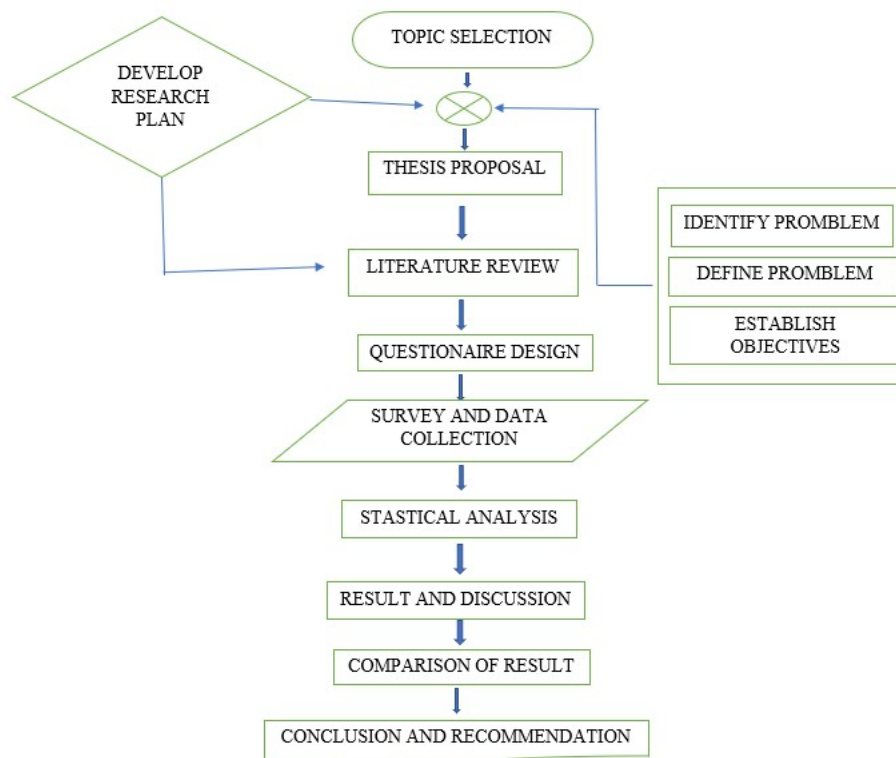 TOPIC SELECTION
DEVELOP
RESEARCH
PLAN
THESIS PROPOSAL
IDENTIFY PROMBLEM
DEFINE PROMBLEM
ESTABLISH
OBJECTIVES
LITERATURE REVIEW
QUESTIONAIRE DESIGN
SURVEY AND DATA
COLLECTION
STASTICAL ANALYSIS
RESULT AND DISCUSSION
COMPARISON OF RESULT
CONCLUSION AND RECOMMENDATION